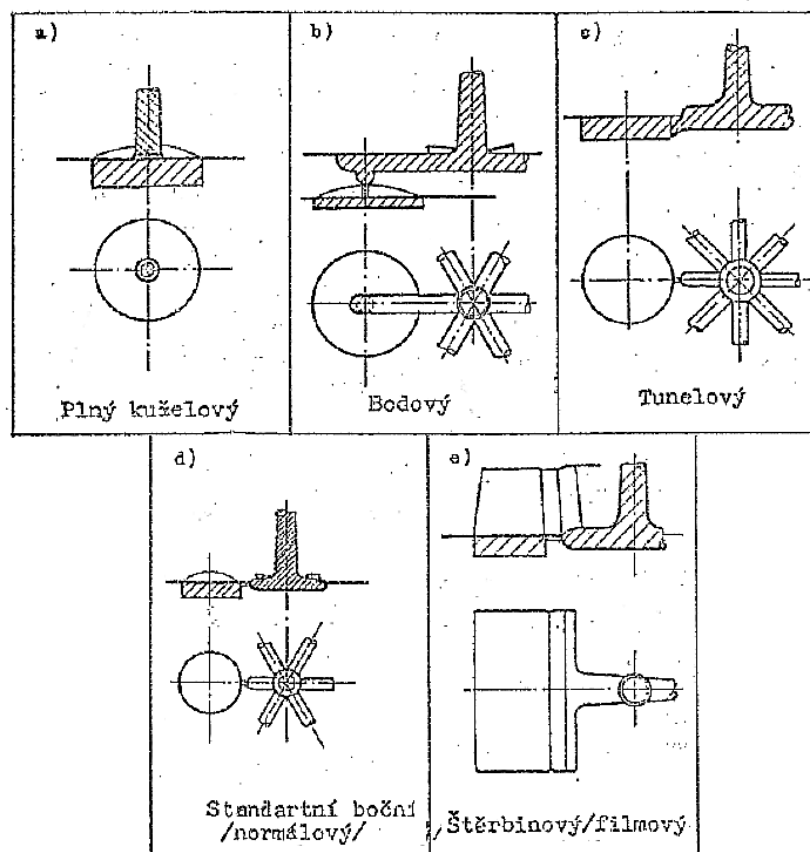 a)
Plný kuželový
b)
Bodový
c)
Tunelový
d)
Standartní boční
/normálový/
e)
Štěrbinový/filmový